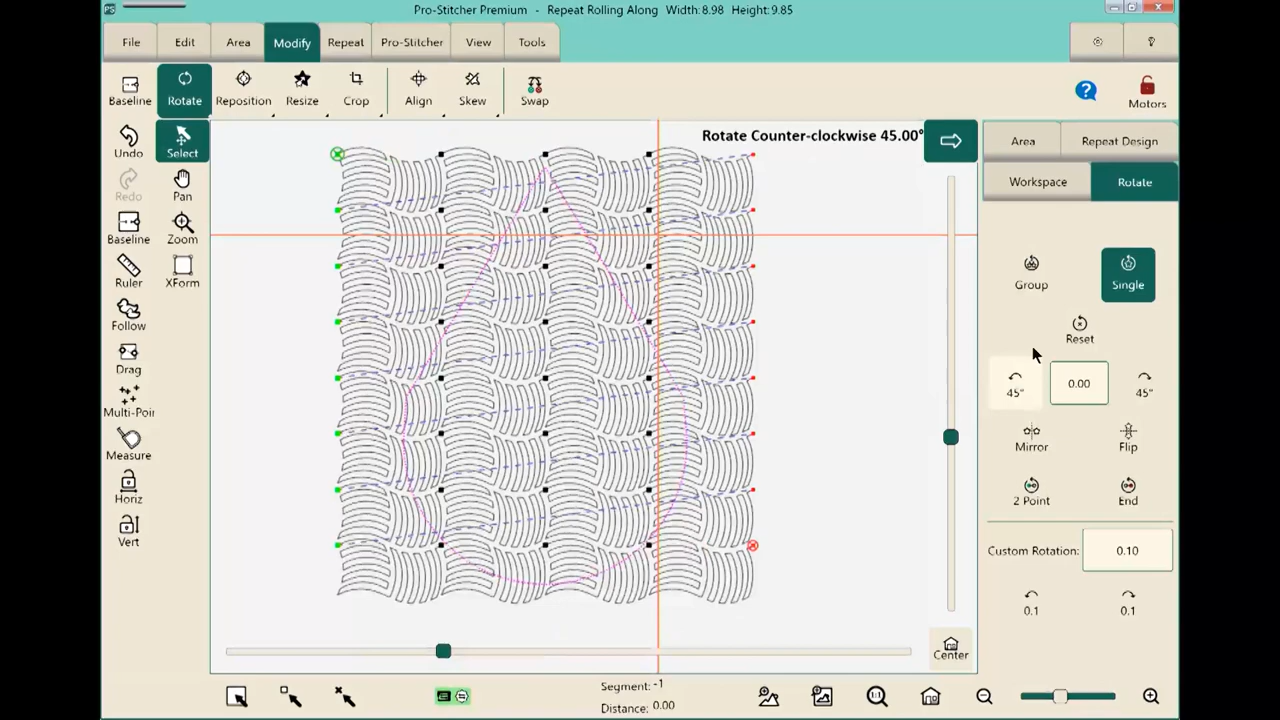 PS Pro-Stitcher Premium - Repeat Rolling Along Width:8.98 Height:9.85
File Edit Area Modify Repeat Pro-Stitcher View Tools
Baseline Rotate Reposition Resize Crop Align Skew Swap ? Motors
Undo Select
Rotate Counter-clockwise 45.00°
Area Repeat Design
Redo Pan
Workspace Rotate
Baseline Zoom
Ruler XForm
Group Single
Follow
Reset
Drag
45° 0.00 45°
Multi-Poir
Measure
Mirror Flip
Horiz
2 Point End
Vert
Custom Rotation: 0.10
0.1 0.1
Center
Segment: -1
1:1
Distance: 0.00